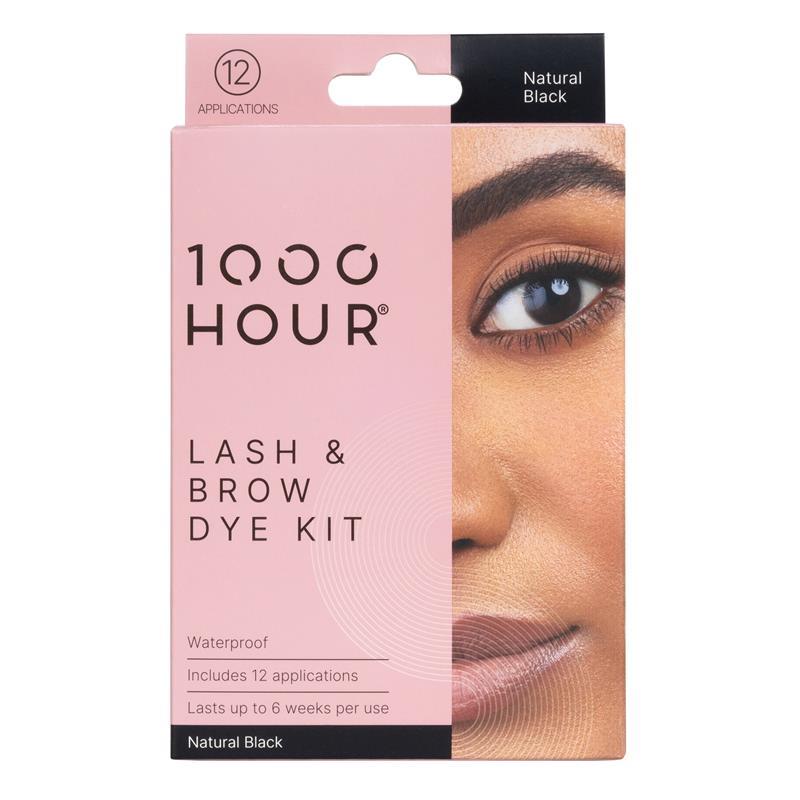 12
APPLICATIONS
Natural
Black
1000
HOUR®
LASH &
BROW
DYE KIT
Waterproof
Includes 12 applications
Lasts up to 6 weeks per use
Natural Black